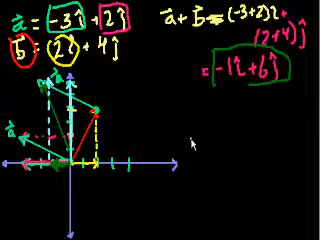 a⃗ = -3î + 2ĵ
b⃗ = 2î + 4ĵ
a⃗ + b⃗ = (-3+2)î +
(2+4)ĵ
= -1î + 6ĵ
a⃗
a⃗